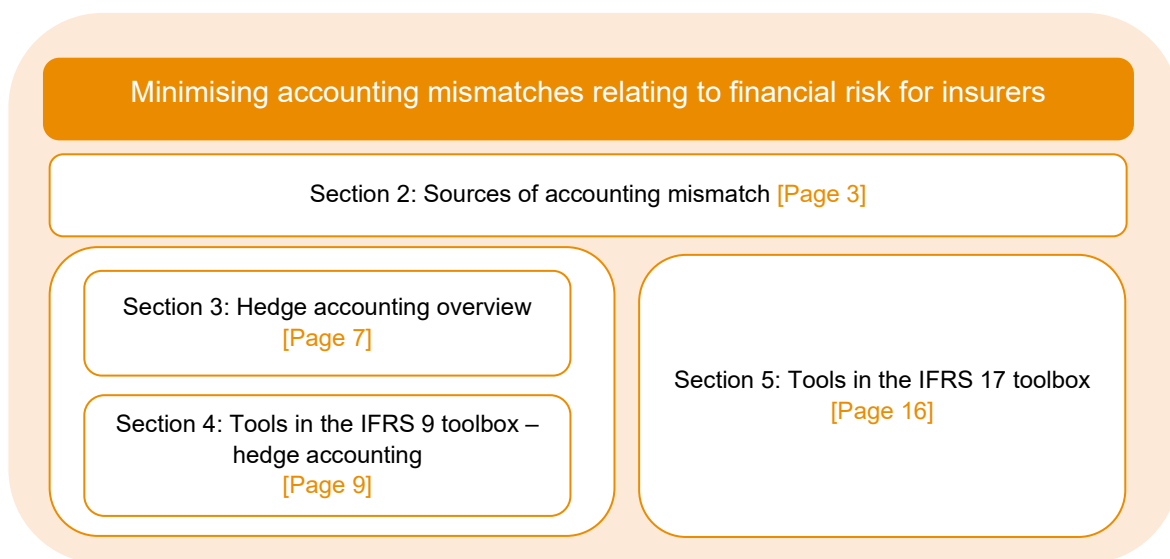 Minimising accounting mismatches relating to financial risk for insurers
Section 2: Sources of accounting mismatch [Page 3]
Section 3: Hedge accounting overview
[Page 7]
Section 4: Tools in the IFRS 9 toolbox –
hedge accounting
[Page 9]
Section 5: Tools in the IFRS 17 toolbox
[Page 16]